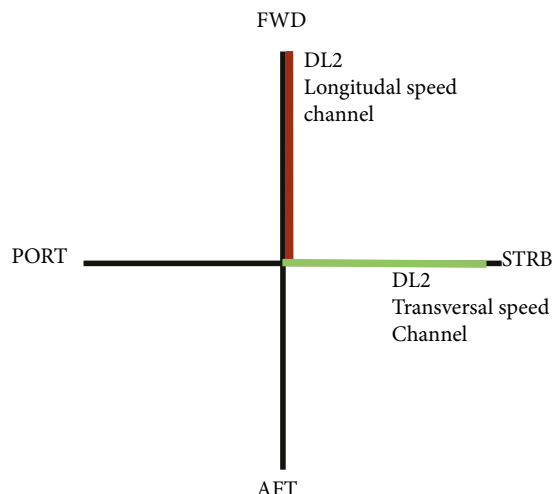 FWD
DL2
Longitudal speed
channel
PORT
STRB
DL2
Transversal speed
Channel
AFT